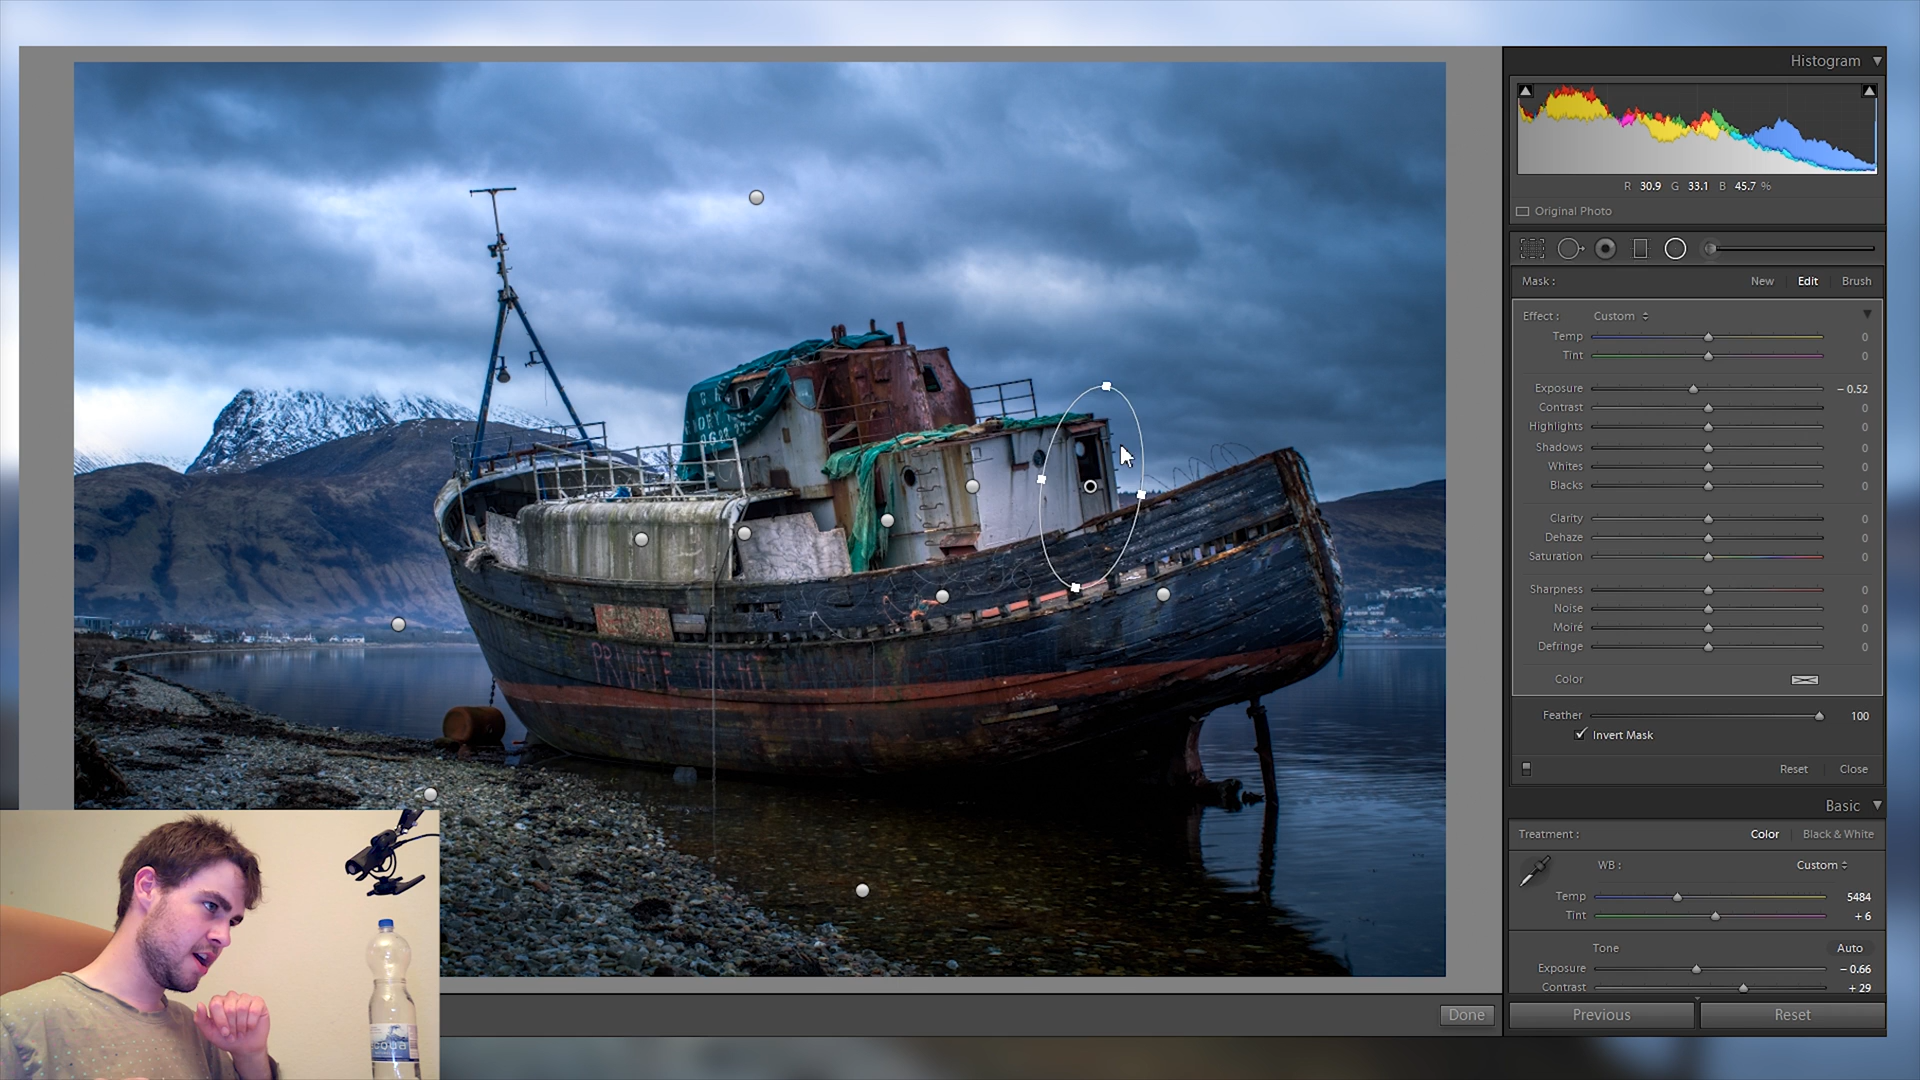 Histogram
R 30.9 G 33.1 B 45.7 %
Original Photo
Mask : New Edit Brush
Effect : Custom
Temp 0
Tint 0
Exposure – 0.52
Contrast 0
Highlights 0
Shadows 0
Whites 0
Blacks 0
Clarity 0
Dehaze 0
Saturation 0
Sharpness 0
Noise 0
Moiré 0
Defringe 0
Color
Feather 100
Invert Mask
Reset Close
Basic
Treatment : Color Black & White
WB : Custom
Temp 5484
Tint + 6
Tone Auto
Exposure – 0.66
Contrast + 29
Done Previous Reset
PRIVATE